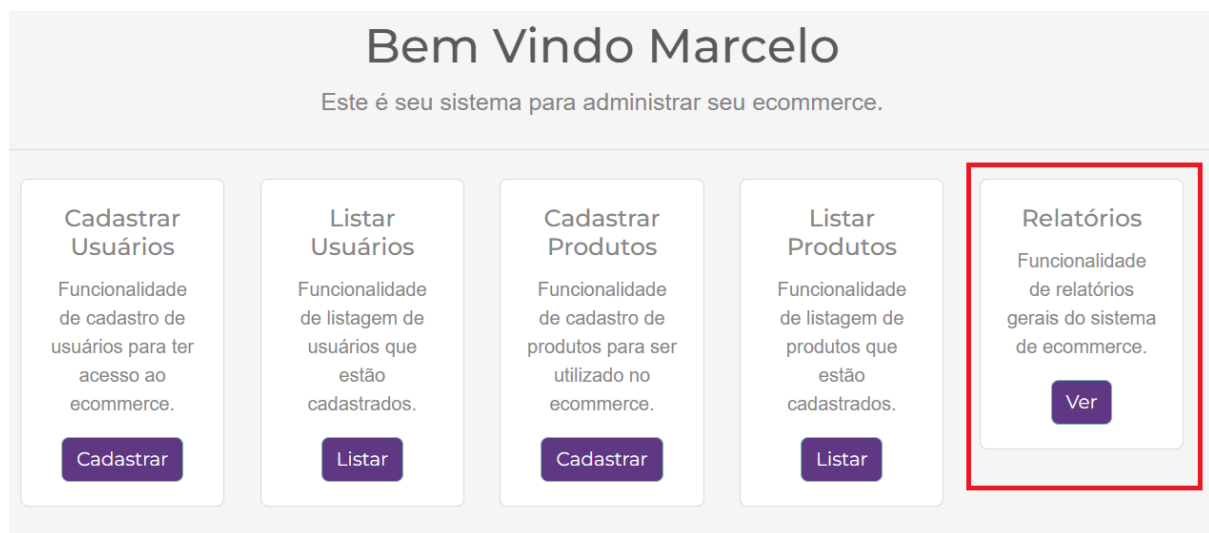 Bem Vindo Marcelo
Este é seu sistema para administrar seu ecommerce.
Cadastrar
Usuários
Funcionalidade
de cadastro de
usuários para ter
acesso ao
ecommerce.
Cadastrar
Listar
Usuários
Funcionalidade
de listagem de
usuários que
estão
cadastrados.
Listar
Cadastrar
Produtos
Funcionalidade
de cadastro de
produtos para ser
utilizado no
ecommerce.
Cadastrar
Listar
Produtos
Funcionalidade
de listagem de
produtos que
estão
cadastrados.
Listar
Relatórios
Funcionalidade
de relatórios
gerais do sistema
de ecommerce.
Ver